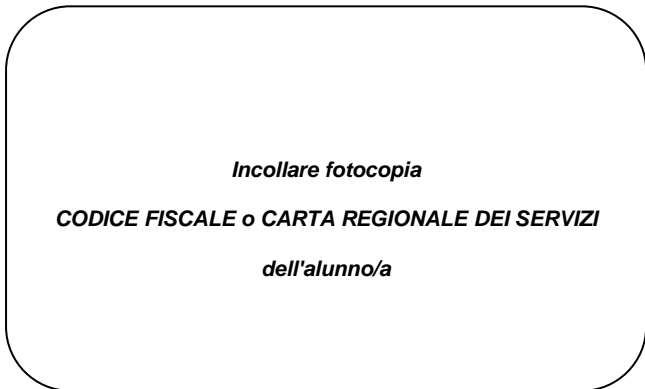 Incollare fotocopia
CODICE FISCALE o CARTA REGIONALE DEI SERVIZI
dell'alunno/a